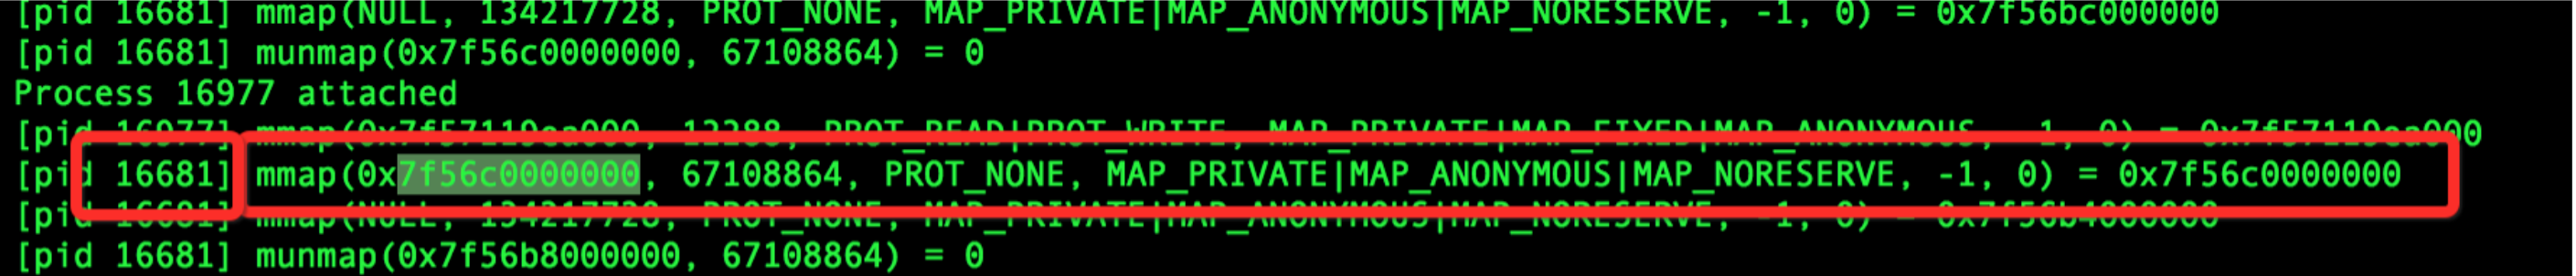 [pid 16681] mmap(NULL, 134217728, PROT_NONE, MAP_PRIVATE|MAP_ANONYMOUS|MAP_NORESERVE, -1, 0) = 0x7f56bc000000
[pid 16681] munmap(0x7f56c0000000, 67108864) = 0
Process 16977 attached
[pid 16977] mmap(0x7f57119ea000, 12288, PROT_READ|PROT_WRITE, MAP_PRIVATE|MAP_FIXED|MAP_ANONYMOUS, -1, 0) = 0x7f57119ea000
[pid 16681] mmap(0x7f56c0000000, 67108864, PROT_NONE, MAP_PRIVATE|MAP_ANONYMOUS|MAP_NORESERVE, -1, 0) = 0x7f56c0000000
[pid 16681] mmap(NULL, 134217728, PROT_NONE, MAP_PRIVATE|MAP_ANONYMOUS|MAP_NORESERVE, -1, 0) = 0x7f56b4000000
[pid 16681] munmap(0x7f56b8000000, 67108864) = 0